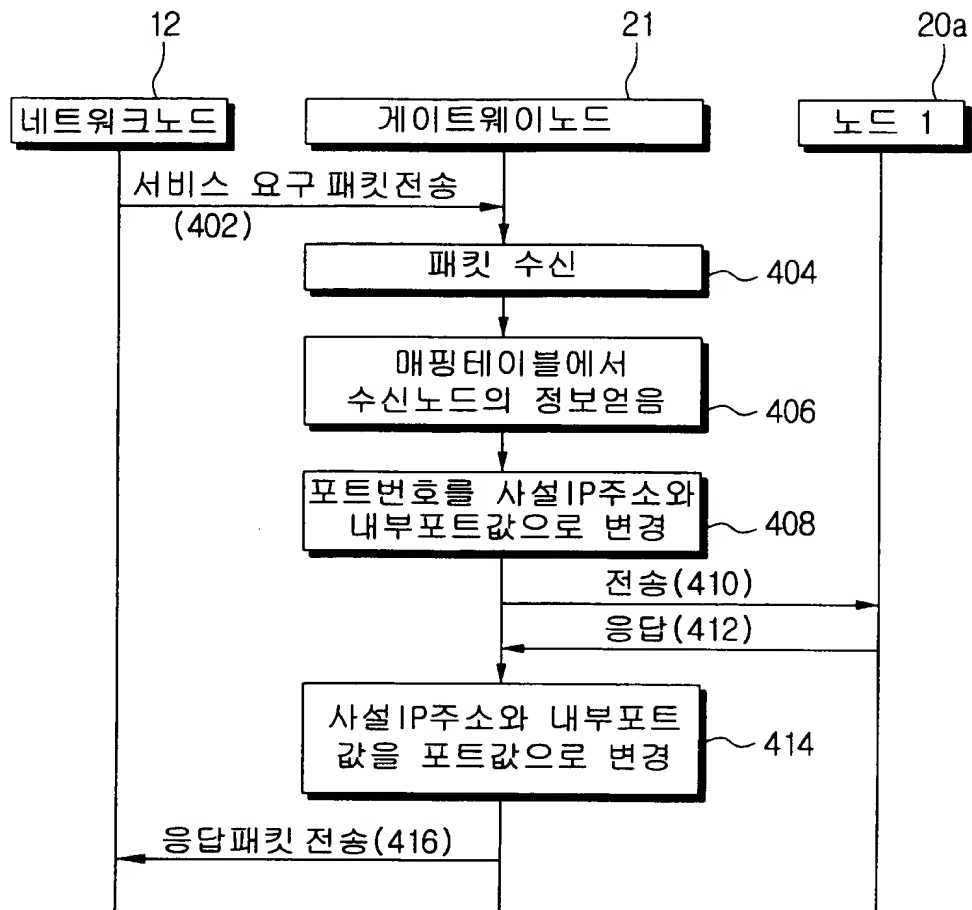 12
21
20a
네트워크노드
게이트웨이노드
노드 1
서비스 요구 패킷전송
(402)
패킷 수신
404
매핑테이블에서
수신노드의 정보얻음
406
포트번호를 사설IP주소와
내부포트값으로 변경
408
전송(410)
응답(412)
사설IP주소와 내부포트
값을 포트값으로 변경
414
응답패킷 전송(416)